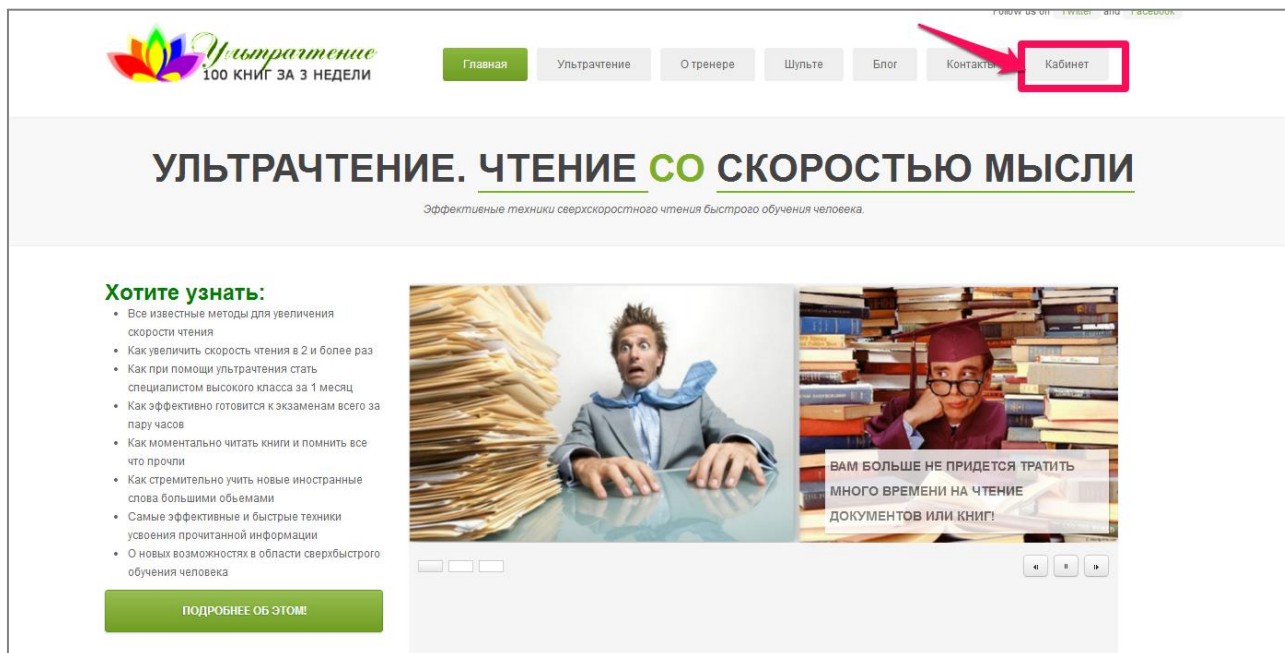 Follow us on Twitter and Facebook
Ультрачтение
100 КНИГ ЗА 3 НЕДЕЛИ
Главная Ультрачтение О тренере Шульте Блог Контакты Кабинет
УЛЬТРАЧТЕНИЕ. ЧТЕНИЕ СО СКОРОСТЬЮ МЫСЛИ
Эффективные техники сверхскоростного чтения быстрого обучения человека.
Хотите узнать:
Все известные методы для увеличения
скорости чтения
Как увеличить скорость чтения в 2 и более раз
Как при помощи ультрачтения стать
специалистом высокого класса за 1 месяц
Как эффективно готовится к экзаменам всего за
пару часов
Как моментально читать книги и помнить все
что прочли
Как стремительно учить новые иностранные
слова большими обьемами
Самые эффективные и быстрые техники
усвоения прочитанной информации
О новых возможностях в области сверхбыстрого
обучения человека
ПОДРОБНЕЕ ОБ ЭТОМ!
ВАМ БОЛЬШЕ НЕ ПРИДЕТСЯ ТРАТИТЬ
МНОГО ВРЕМЕНИ НА ЧТЕНИЕ
ДОКУМЕНТОВ ИЛИ КНИГ!